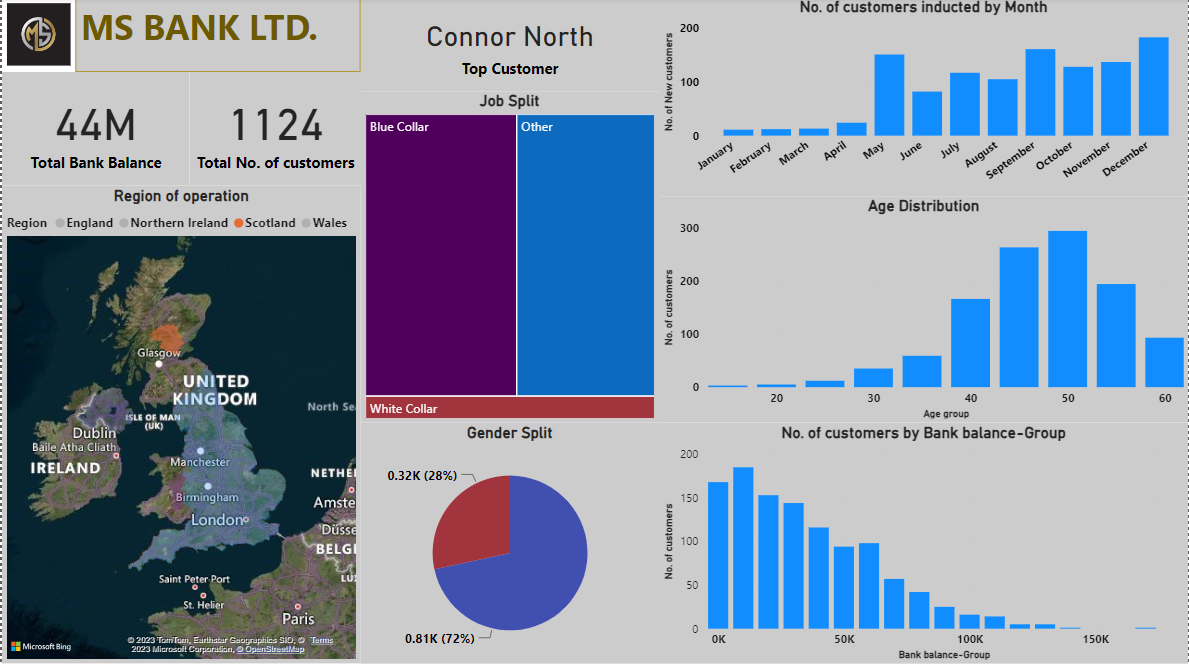 MS
MS BANK LTD.
44M
Total Bank Balance
1124
Total No. of customers
Region of operation
Region England Northern Ireland Scotland Wales
Glasgow
UNITED
KINGDOM
North Se
ISLE OF MAN
(UK)
Dublin
Baile Atha Cliath
IRELAND
Manchester
NETHE
Birmingham
Amste
London
Düsse
BELGI
LUX
Saint Peter Port
St. Helier
Paris
Microsoft Bing
© 2023 TomTom, Earthstar Geographics SIO, © Terms
2023 Microsoft Corporation, © OpenStreetMap
Connor North
Top Customer
Job Split
Blue Collar
Other
White Collar
Gender Split
0.32K (28%)
0.81K (72%)
No. of customers inducted by Month
No. of New customers
200
100
0
January
February
March
April
May
June
July
August
September
October
November
December
Age Distribution
No. of customers
300
200
100
0
20 30 40 50 60
Age group
No. of customers by Bank balance-Group
No. of customers
200
150
100
50
0
0K 50K 100K 150K
Bank balance-Group